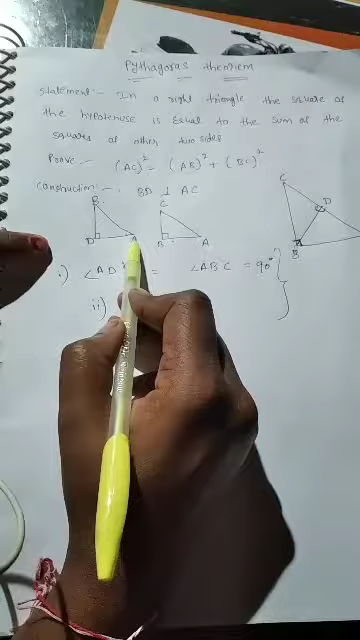 Pythagoras theorem
Statement :- In a right triangle the square of
the hypotenuse is equal to the sum of the
squares of other two sides
Prove :- (AC)² = (AB)² + (BC)²
Construction :- . BD ⊥ AC
B D A
C B A
C D B
i) ∠AD = ∠ABC = 90°
ii)